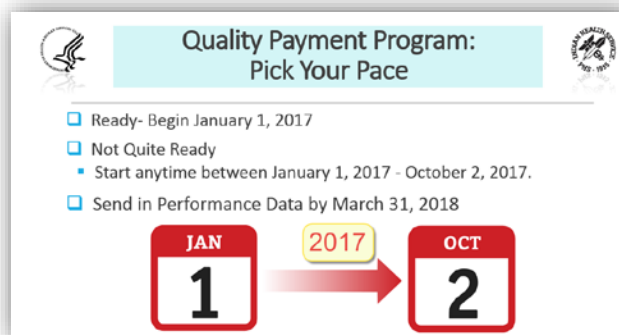 Quality Payment Program:
Pick Your Pace
Ready- Begin January 1, 2017
Not Quite Ready
Start anytime between January 1, 2017 - October 2, 2017.
Send in Performance Data by March 31, 2018
JAN
1
2017
OCT
2